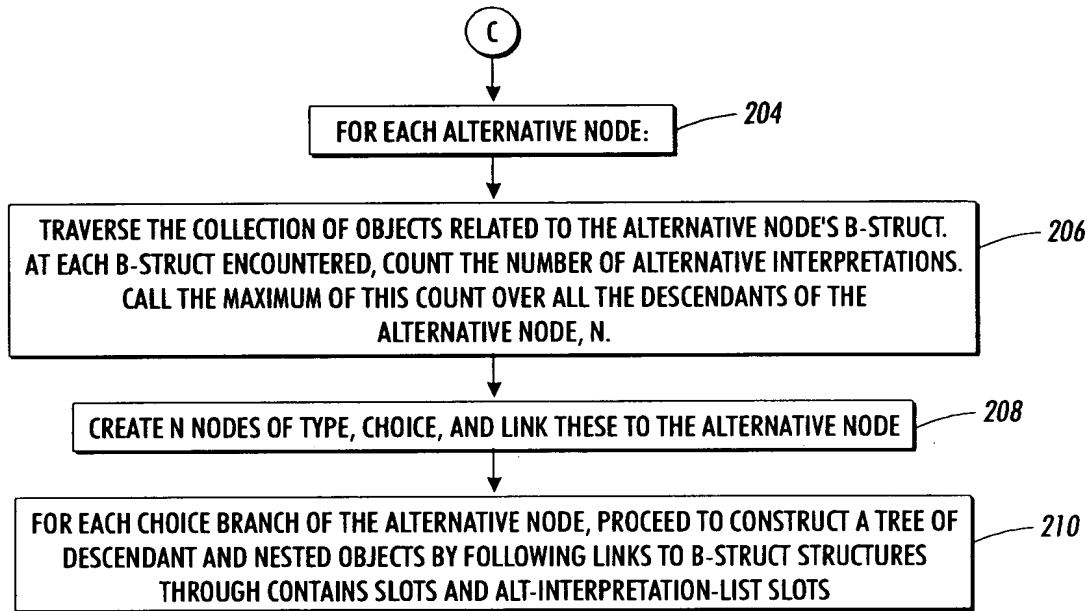 C
FOR EACH ALTERNATIVE NODE:
204
TRAVERSE THE COLLECTION OF OBJECTS RELATED TO THE ALTERNATIVE NODE'S B-STRUCT.
AT EACH B-STRUCT ENCOUNTERED, COUNT THE NUMBER OF ALTERNATIVE INTERPRETATIONS.
CALL THE MAXIMUM OF THIS COUNT OVER ALL THE DESCENDANTS OF THE
ALTERNATIVE NODE, N.
206
CREATE N NODES OF TYPE, CHOICE, AND LINK THESE TO THE ALTERNATIVE NODE
208
FOR EACH CHOICE BRANCH OF THE ALTERNATIVE NODE, PROCEED TO CONSTRUCT A TREE OF
DESCENDANT AND NESTED OBJECTS BY FOLLOWING LINKS TO B-STRUCT STRUCTURES
THROUGH CONTAINS SLOTS AND ALT-INTERPRETATION-LIST SLOTS
210